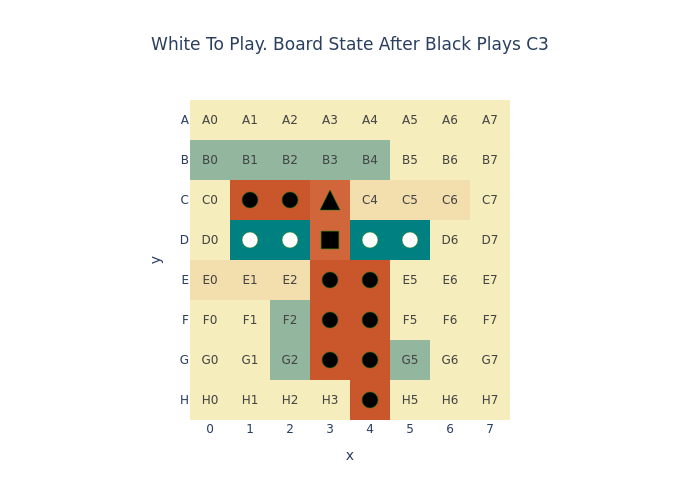 White To Play. Board State After Black Plays C3
A A0 A1 A2 A3 A4 A5 A6 A7
B B0 B1 B2 B3 B4 B5 B6 B7
C C0 C4 C5 C6 C7
D D0 D6 D7
E E0 E1 E2 E5 E6 E7
F F0 F1 F2 F5 F6 F7
G G0 G1 G2 G5 G6 G7
H H0 H1 H2 H3 H5 H6 H7
0 1 2 3 4 5 6 7
x
y